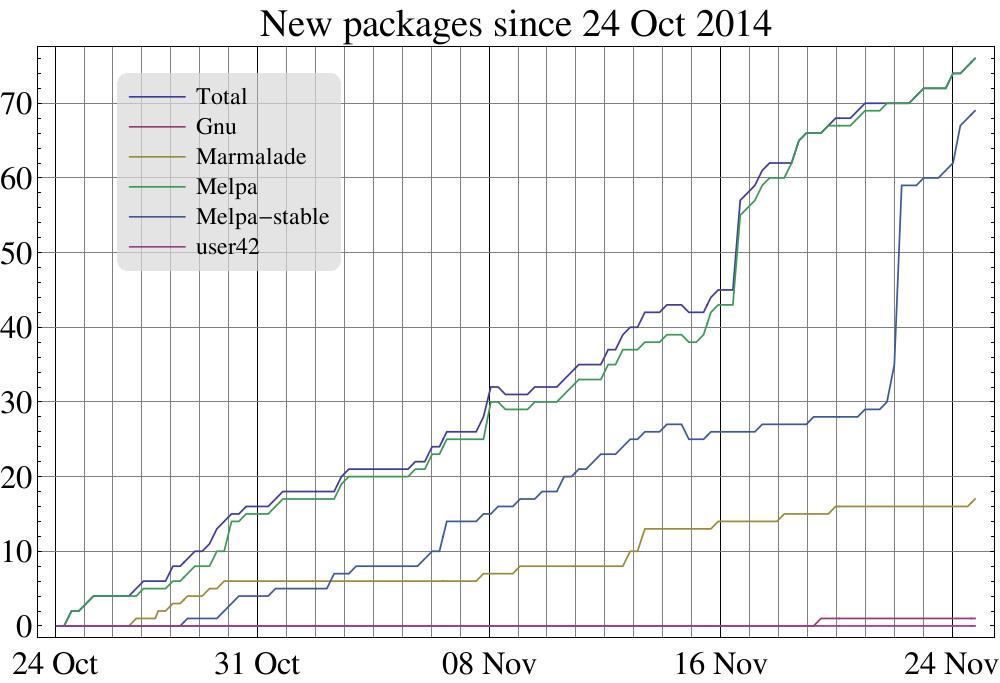 New packages since 24 Oct 2014
Total
Gnu
Marmalade
Melpa
Melpa−stable
user42
70
60
50
40
30
20
10
0
24 Oct 31 Oct 08 Nov 16 Nov 24 Nov